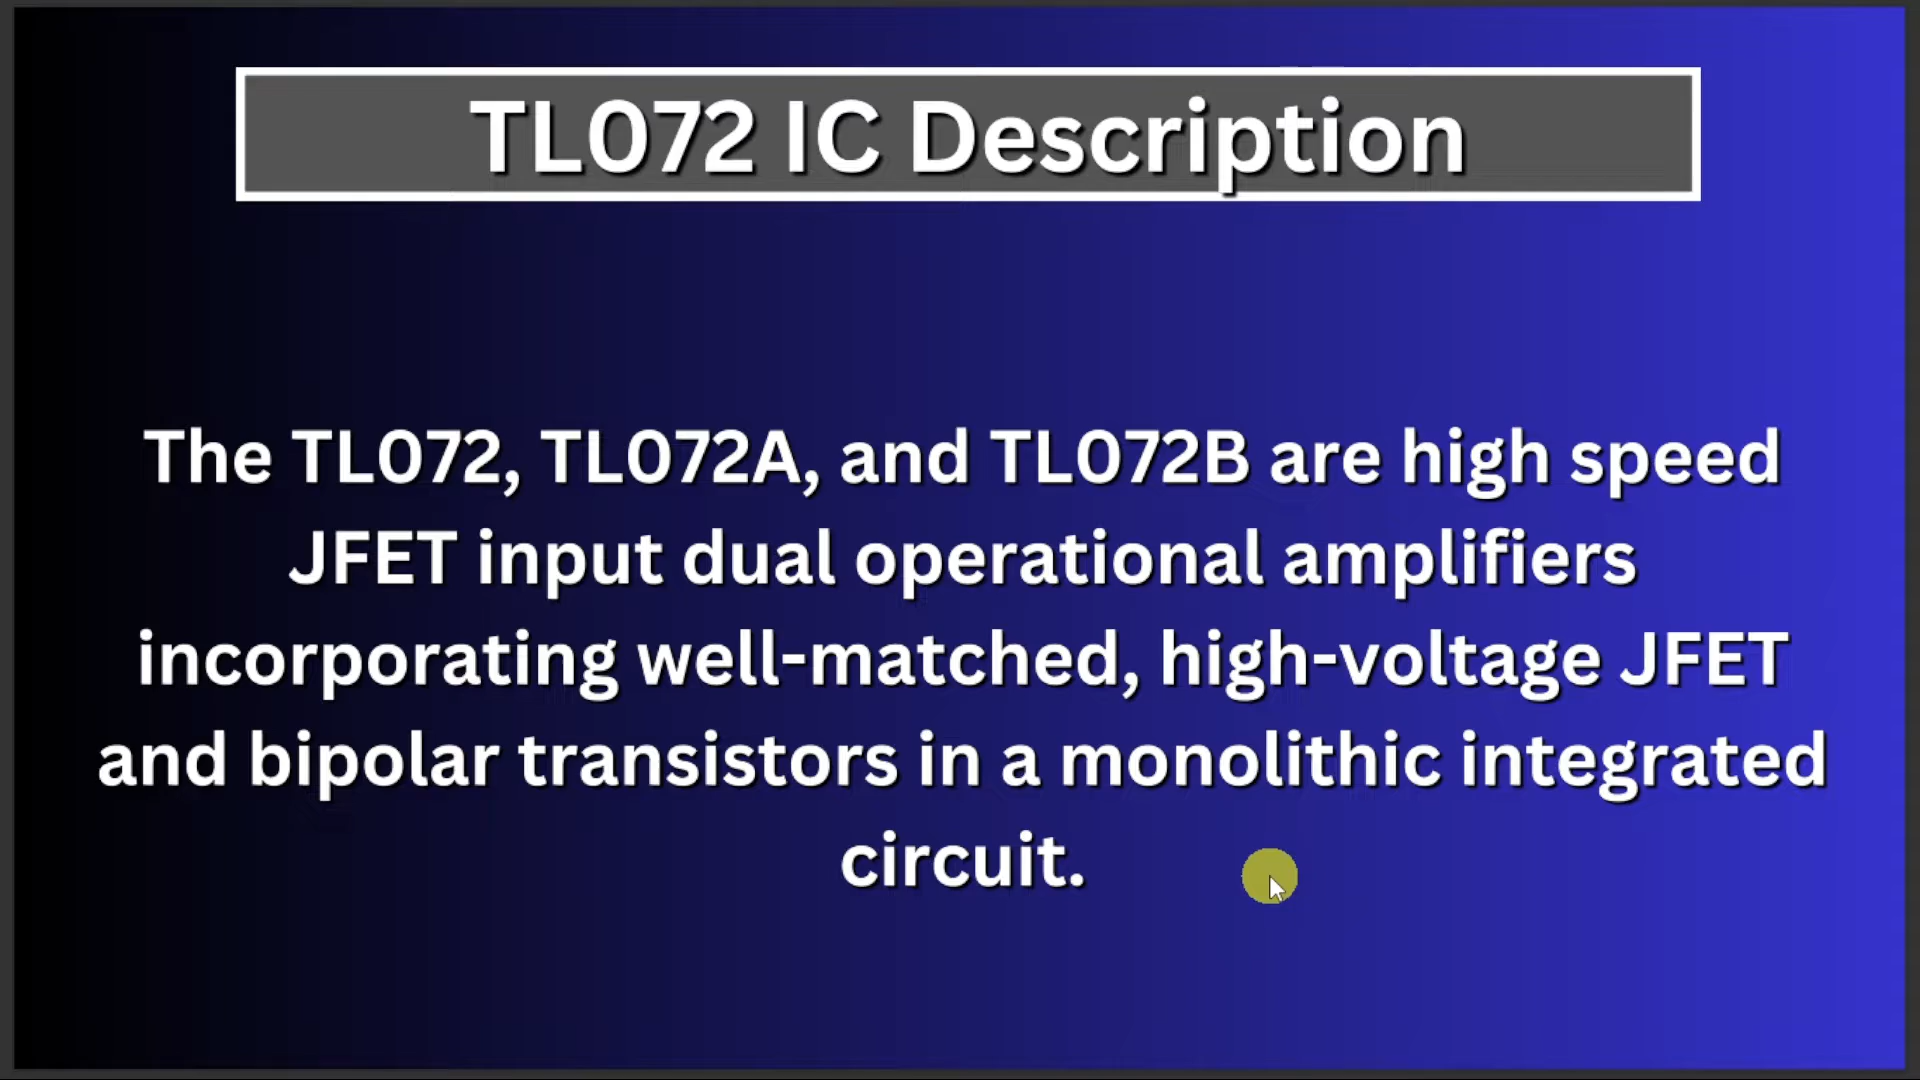 TL072 IC Description
The TL072, TL072A, and TL072B are high speed
JFET input dual operational amplifiers
incorporating well-matched, high-voltage JFET
and bipolar transistors in a monolithic integrated
circuit.